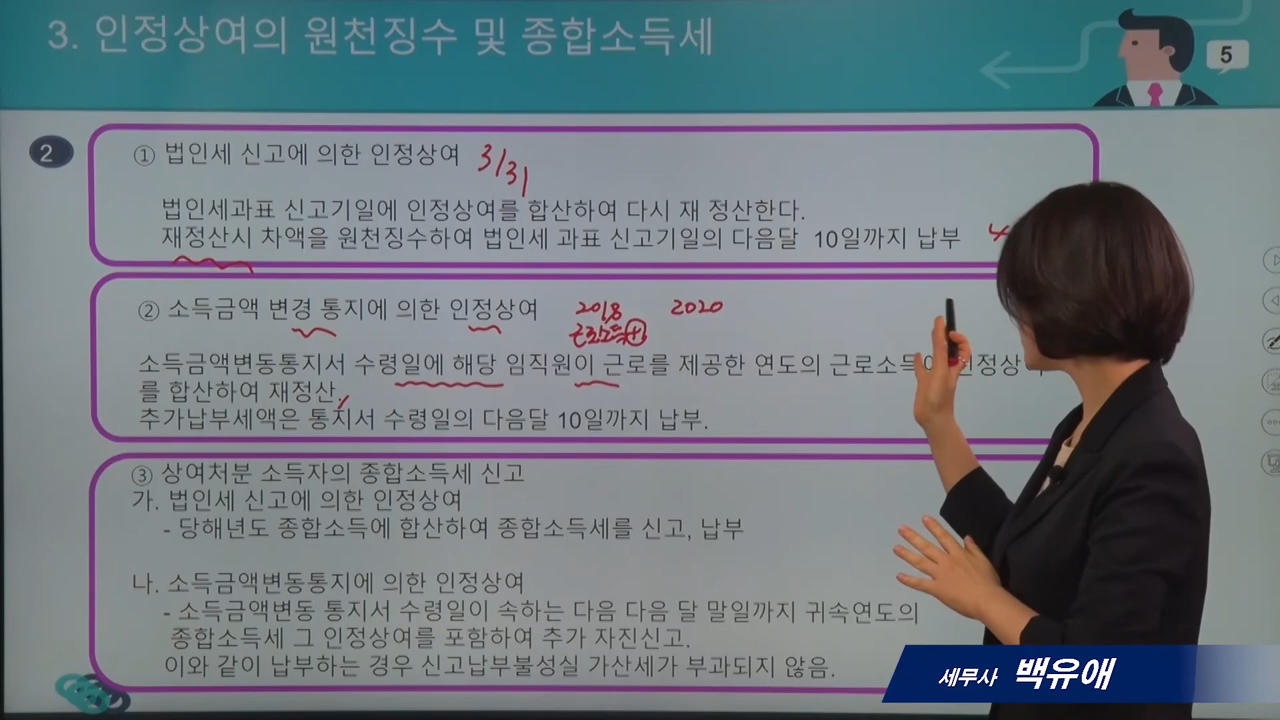 3. 인정상여의 원천징수 및 종합소득세
5
2
① 법인세 신고에 의한 인정상여 3/31
법인세과표 신고기일에 인정상여를 합산하여 다시 재 정산한다.
재정산시 차액을 원천징수하여 법인세 과표 신고기일의 다음달 10일까지 납부 4
② 소득금액 변경 통지에 의한 인정상여 2018 2020
근로소득 +
소득금액변동통지서 수령일에 해당 임직원이 근로를 제공한 연도의 근로소득에 인정상여
를 합산하여 재정산,
추가납부세액은 통지서 수령일의 다음달 10일까지 납부.
③ 상여처분 소득자의 종합소득세 신고
가. 법인세 신고에 의한 인정상여
- 당해년도 종합소득에 합산하여 종합소득세를 신고, 납부
나. 소득금액변동통지에 의한 인정상여
- 소득금액변동 통지서 수령일이 속하는 다음 다음 달 말일까지 귀속연도의
종합소득세 그 인정상여를 포함하여 추가 자진신고.
이와 같이 납부하는 경우 신고납부불성실 가산세가 부과되지 않음.
세무사 백유애